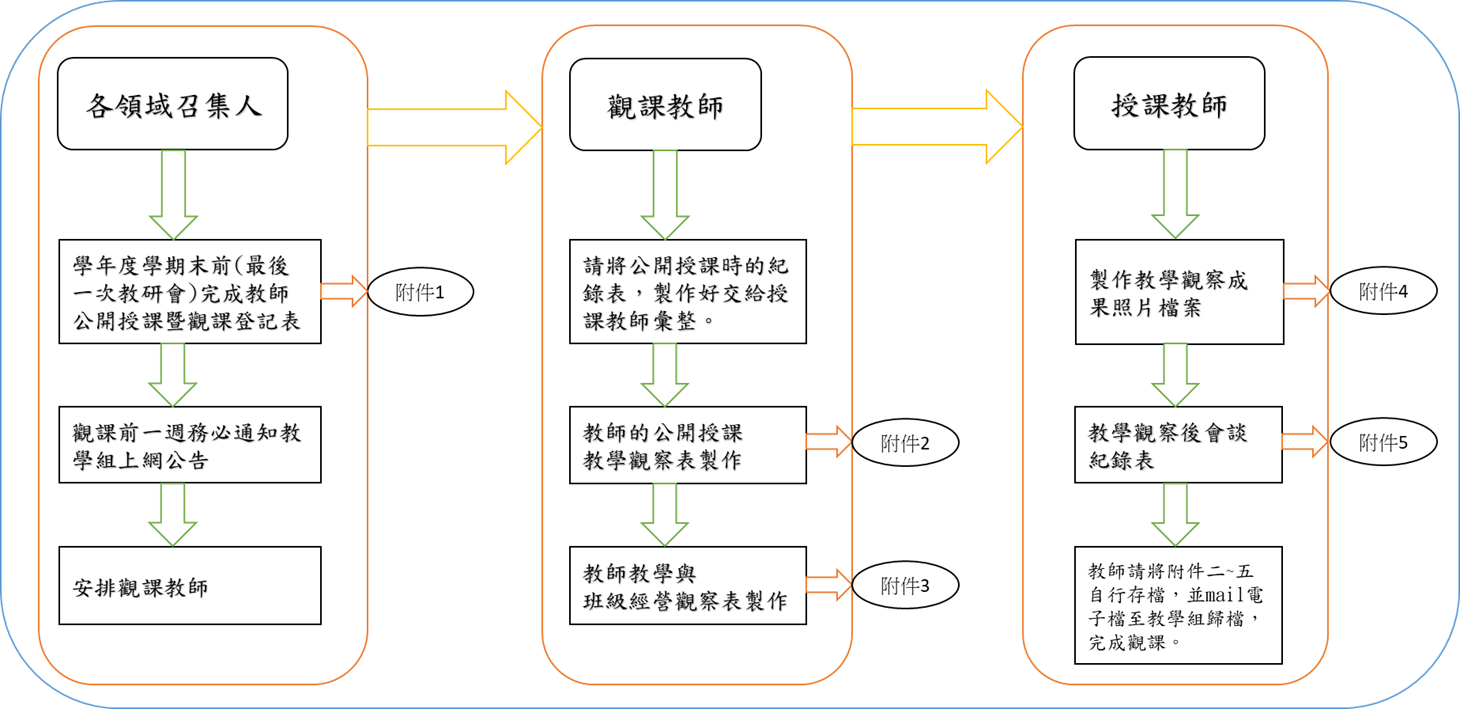 各領域召集人
學年度學期末前(最後
一次教研會)完成教師
公開授課暨觀課登記表
附件1
觀課前一週務必通知教
學組上網公告
安排觀課教師
觀課教師
請將公開授課時的紀
錄表，製作好交給授
課教師彙整。
教師的公開授課
教學觀察表製作
附件2
教師教學與
班級經營觀察表製作
附件3
授課教師
製作教學觀察成
果照片檔案
附件4
教學觀察後會談
紀錄表
附件5
教師請將附件二~五
自行存檔，並mail電
子檔至教學組歸檔，
完成觀課。